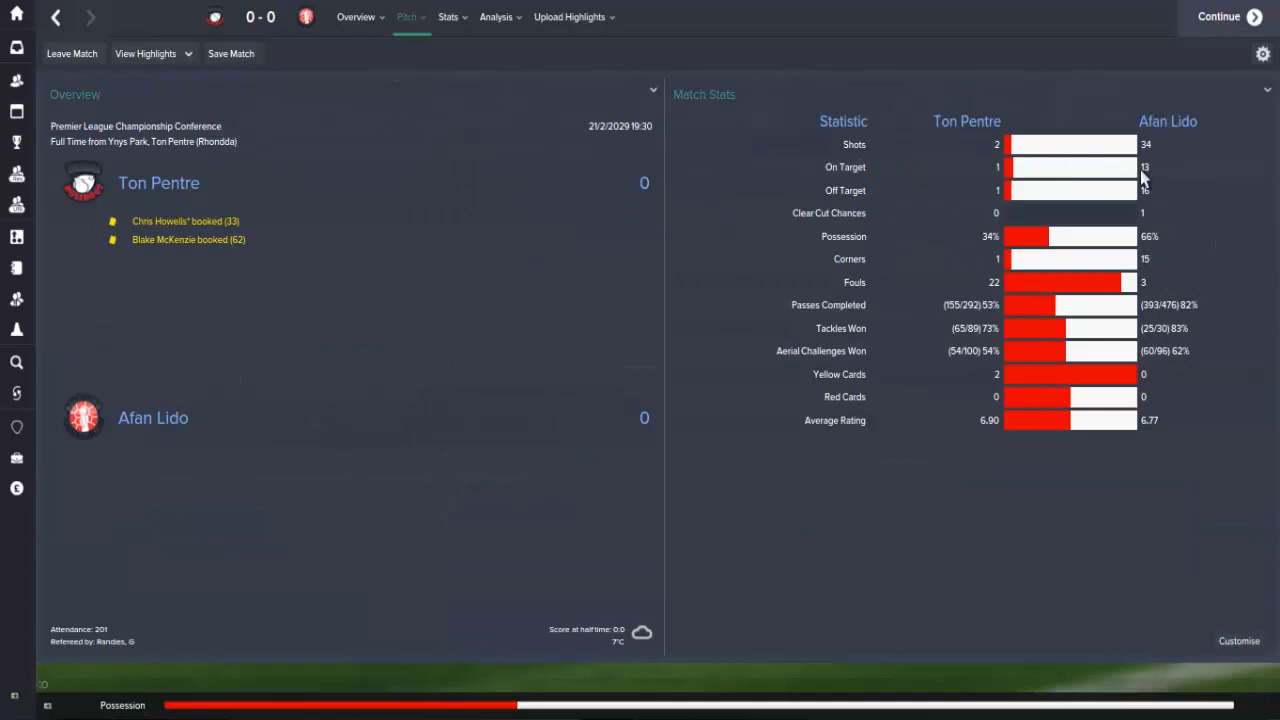 0 - 0
Overview
Pitch
Stats
Analysis
Upload Highlights
Continue
Leave Match
View Highlights
Save Match
Overview
Premier League Championship Conference
21/2/2029 19:30
Full Time from Ynys Park, Ton Pentre (Rhondda)
Ton Pentre
0
Chris Howells* booked (33)
Blake McKenzie booked (62)
Afan Lido
0
Attendance: 201
Refereed by: Randles, G
Score at half time: 0:0
7°C
Match Stats
Statistic Ton Pentre Afan Lido
Shots 2 34
On Target 1 13
Off Target 1 16
Clear Cut Chances 0 1
Possession 34% 66%
Corners 1 15
Fouls 22 3
Passes Completed (155/292) 53% (393/476) 82%
Tackles Won (65/89) 73% (25/30) 83%
Aerial Challenges Won (54/100) 54% (60/96) 62%
Yellow Cards 2 0
Red Cards 0 0
Average Rating 6.90 6.77
Customise
Possession